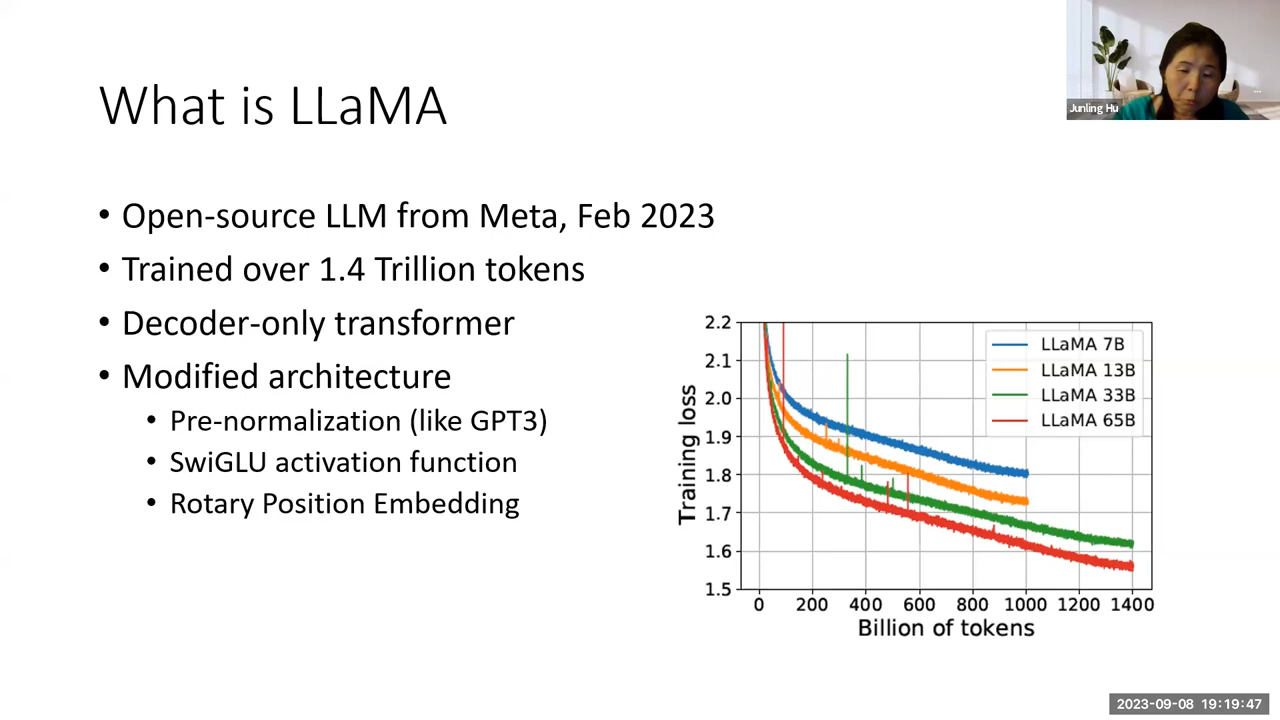 What is LLaMA
Junling Hu
• Open-source LLM from Meta, Feb 2023
• Trained over 1.4 Trillion tokens
• Decoder-only transformer
• Modified architecture
• Pre-normalization (like GPT3)
• SwiGLU activation function
• Rotary Position Embedding
LLaMA 7B
LLaMA 13B
LLaMA 33B
LLaMA 65B
Training loss
2.2
2.1
2.0
1.9
1.8
1.7
1.6
1.5
0 200 400 600 800 1000 1200 1400
Billion of tokens
2023-09-08 19:19:47